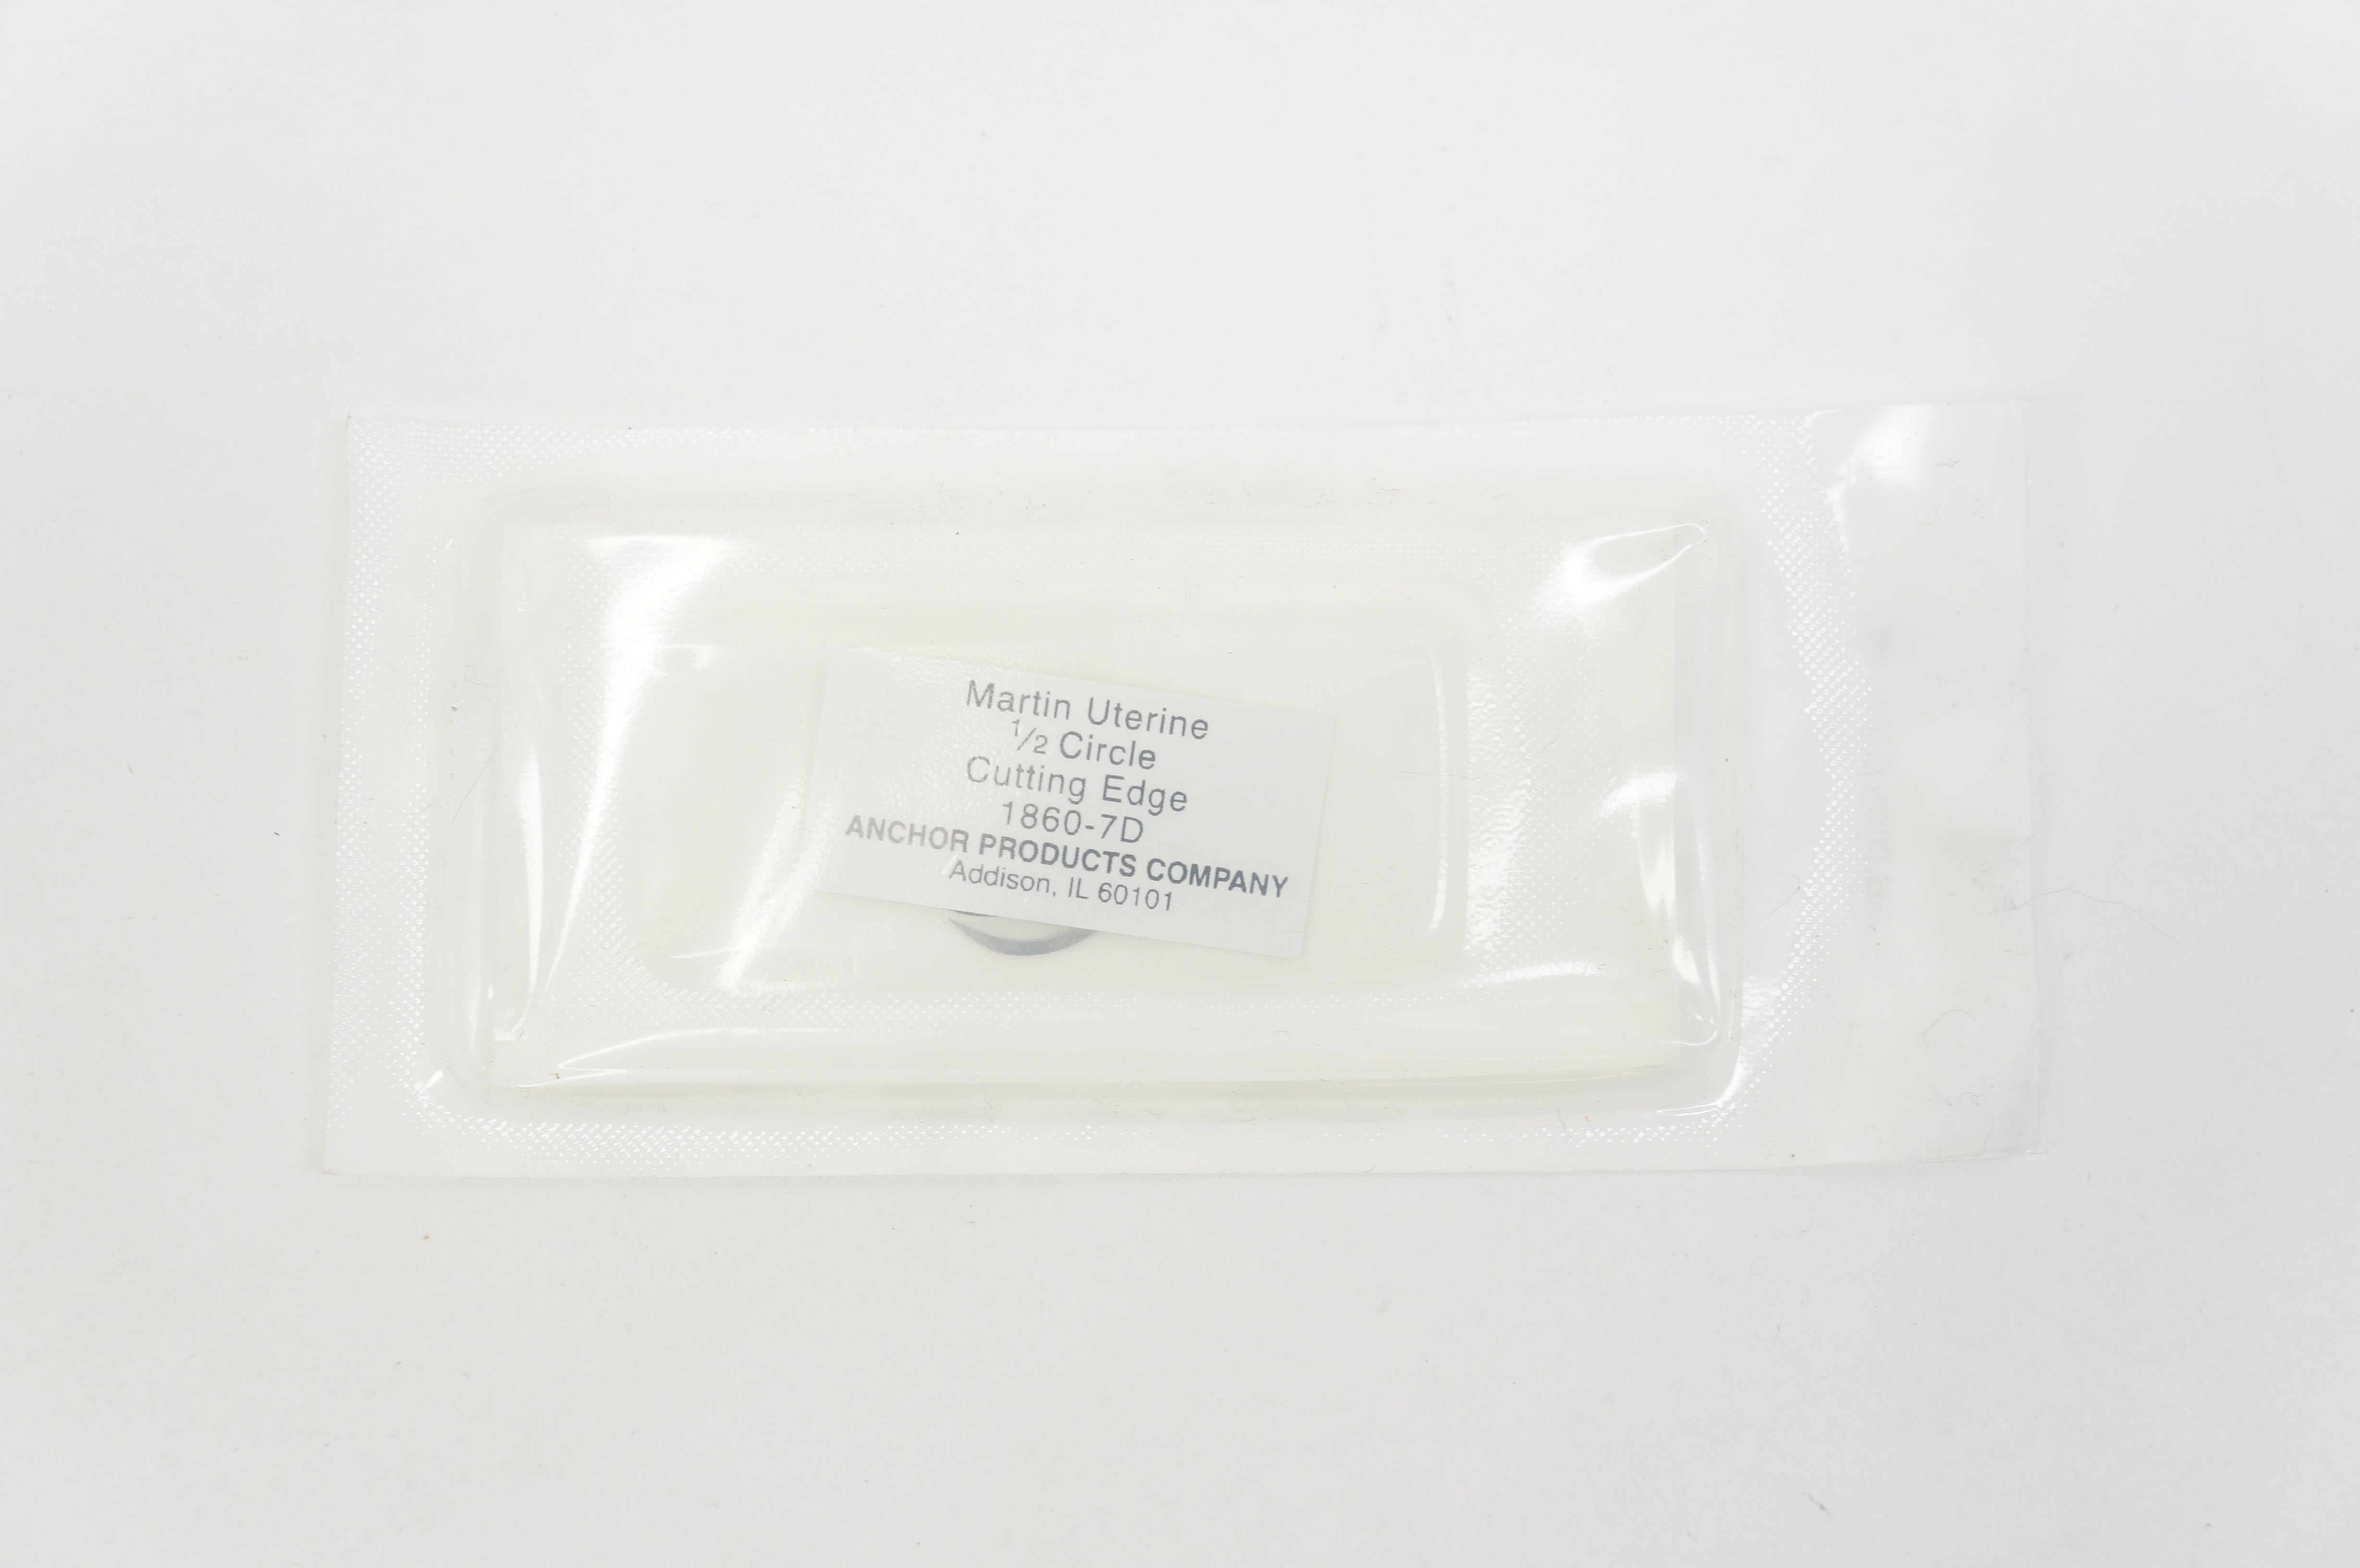 Martin Uterine
1/2 Circle
Cutting Edge
1860-7D
ANCHOR PRODUCTS COMPANY
Addison, IL 60101